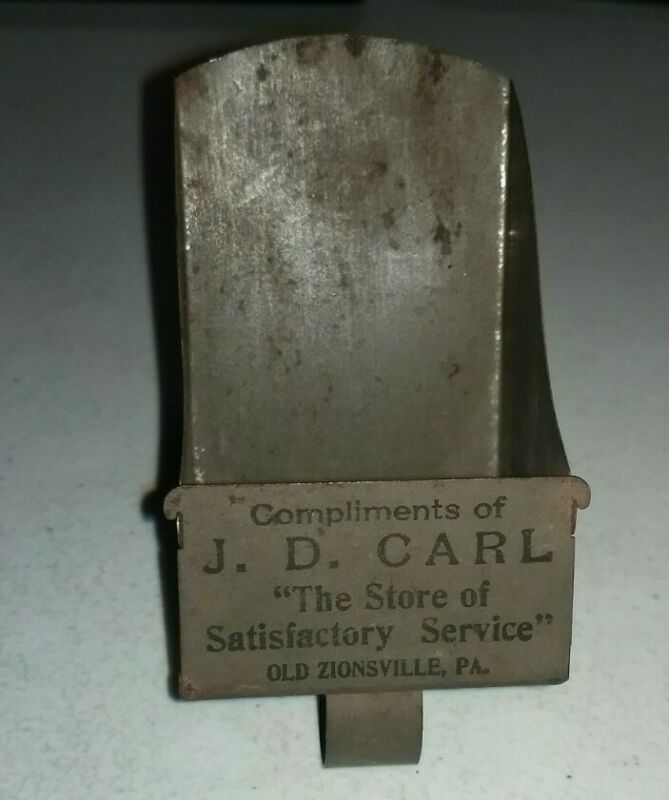 Compliments of
J. D. CARL
“The Store of
Satisfactory Service”
OLD ZIONSVILLE, PA.